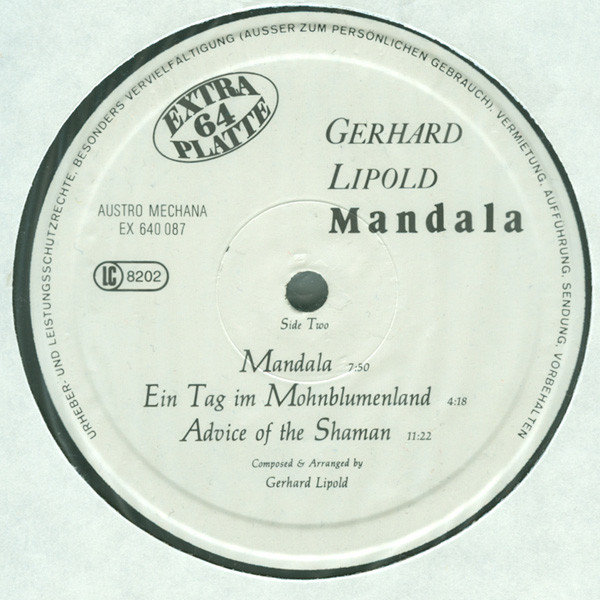 URHEBER- UND LEISTUNGSSCHUTZRECHTE, BESONDERS VERVIELFÄLTIGUNG (AUSSER ZUM PERSÖNLICHEN GEBRAUCH), VERMIETUNG, AUFFÜHRUNG, SENDUNG, VORBEHALTEN
EXTRA
64
PLATTE
GERHARD
LIPOLD
Mandala
AUSTRO MECHANA
EX 640 087
LC 8202
Side Two
Mandala 7:50
Ein Tag im Mohnblumenland 4:18
Advice of the Shaman 11:22
Composed & Arranged by
Gerhard Lipold